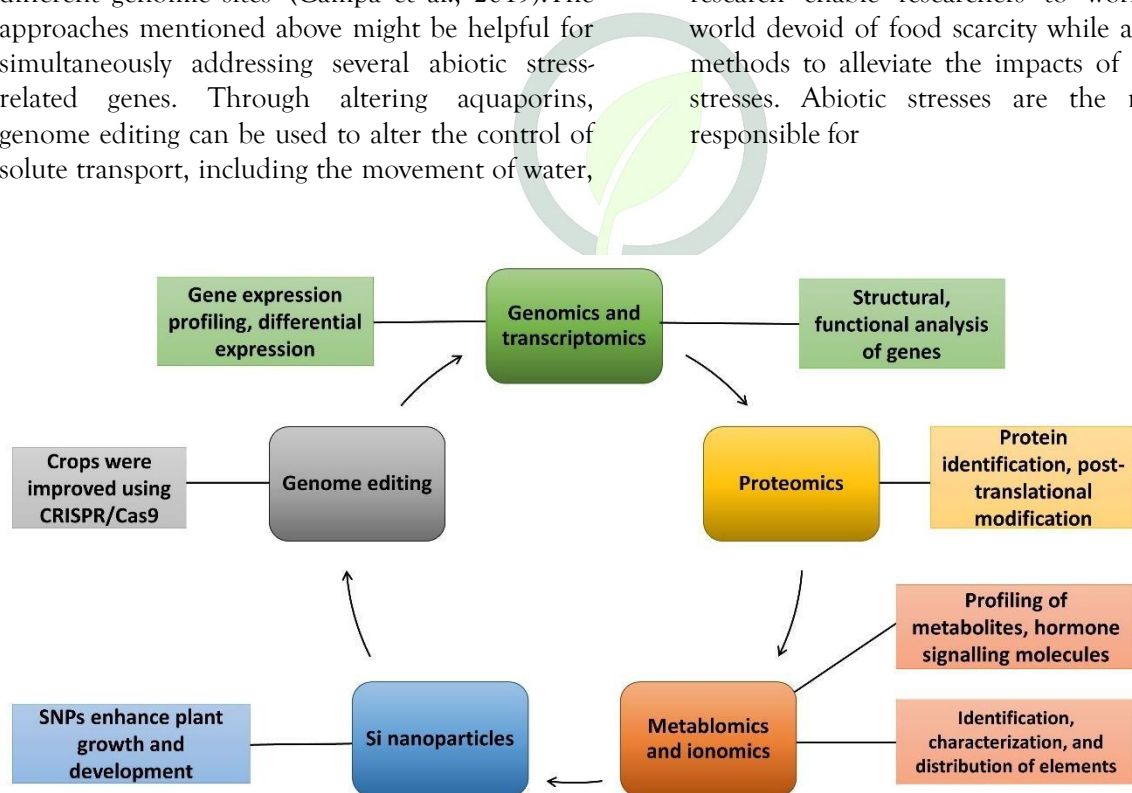 different genomic sites" (Campa et al., 2019).The
approaches mentioned above might be helpful for
simultaneously addressing several abiotic stress-
related genes. Through altering aquaporins,
genome editing can be used to alter the control of
solute transport, including the movement of water,
research enable researchers to
world devoid of food scarcity while
methods to alleviate the impacts of
stresses. Abiotic stresses are the
responsible for
Gene expression
profiling, differential
expression
Genomics and
transcriptomics
Structural,
functional analysis
of genes
Crops were
improved using
CRISPR/Cas9
Genome editing
Proteomics
Protein
identification, post-
translational
modification
Profiling of
metabolites, hormone
signalling molecules
SNPs enhance plant
growth and
development
Si nanoparticles
Metablomics
and ionomics
Identification,
characterization, and
distribution of elements